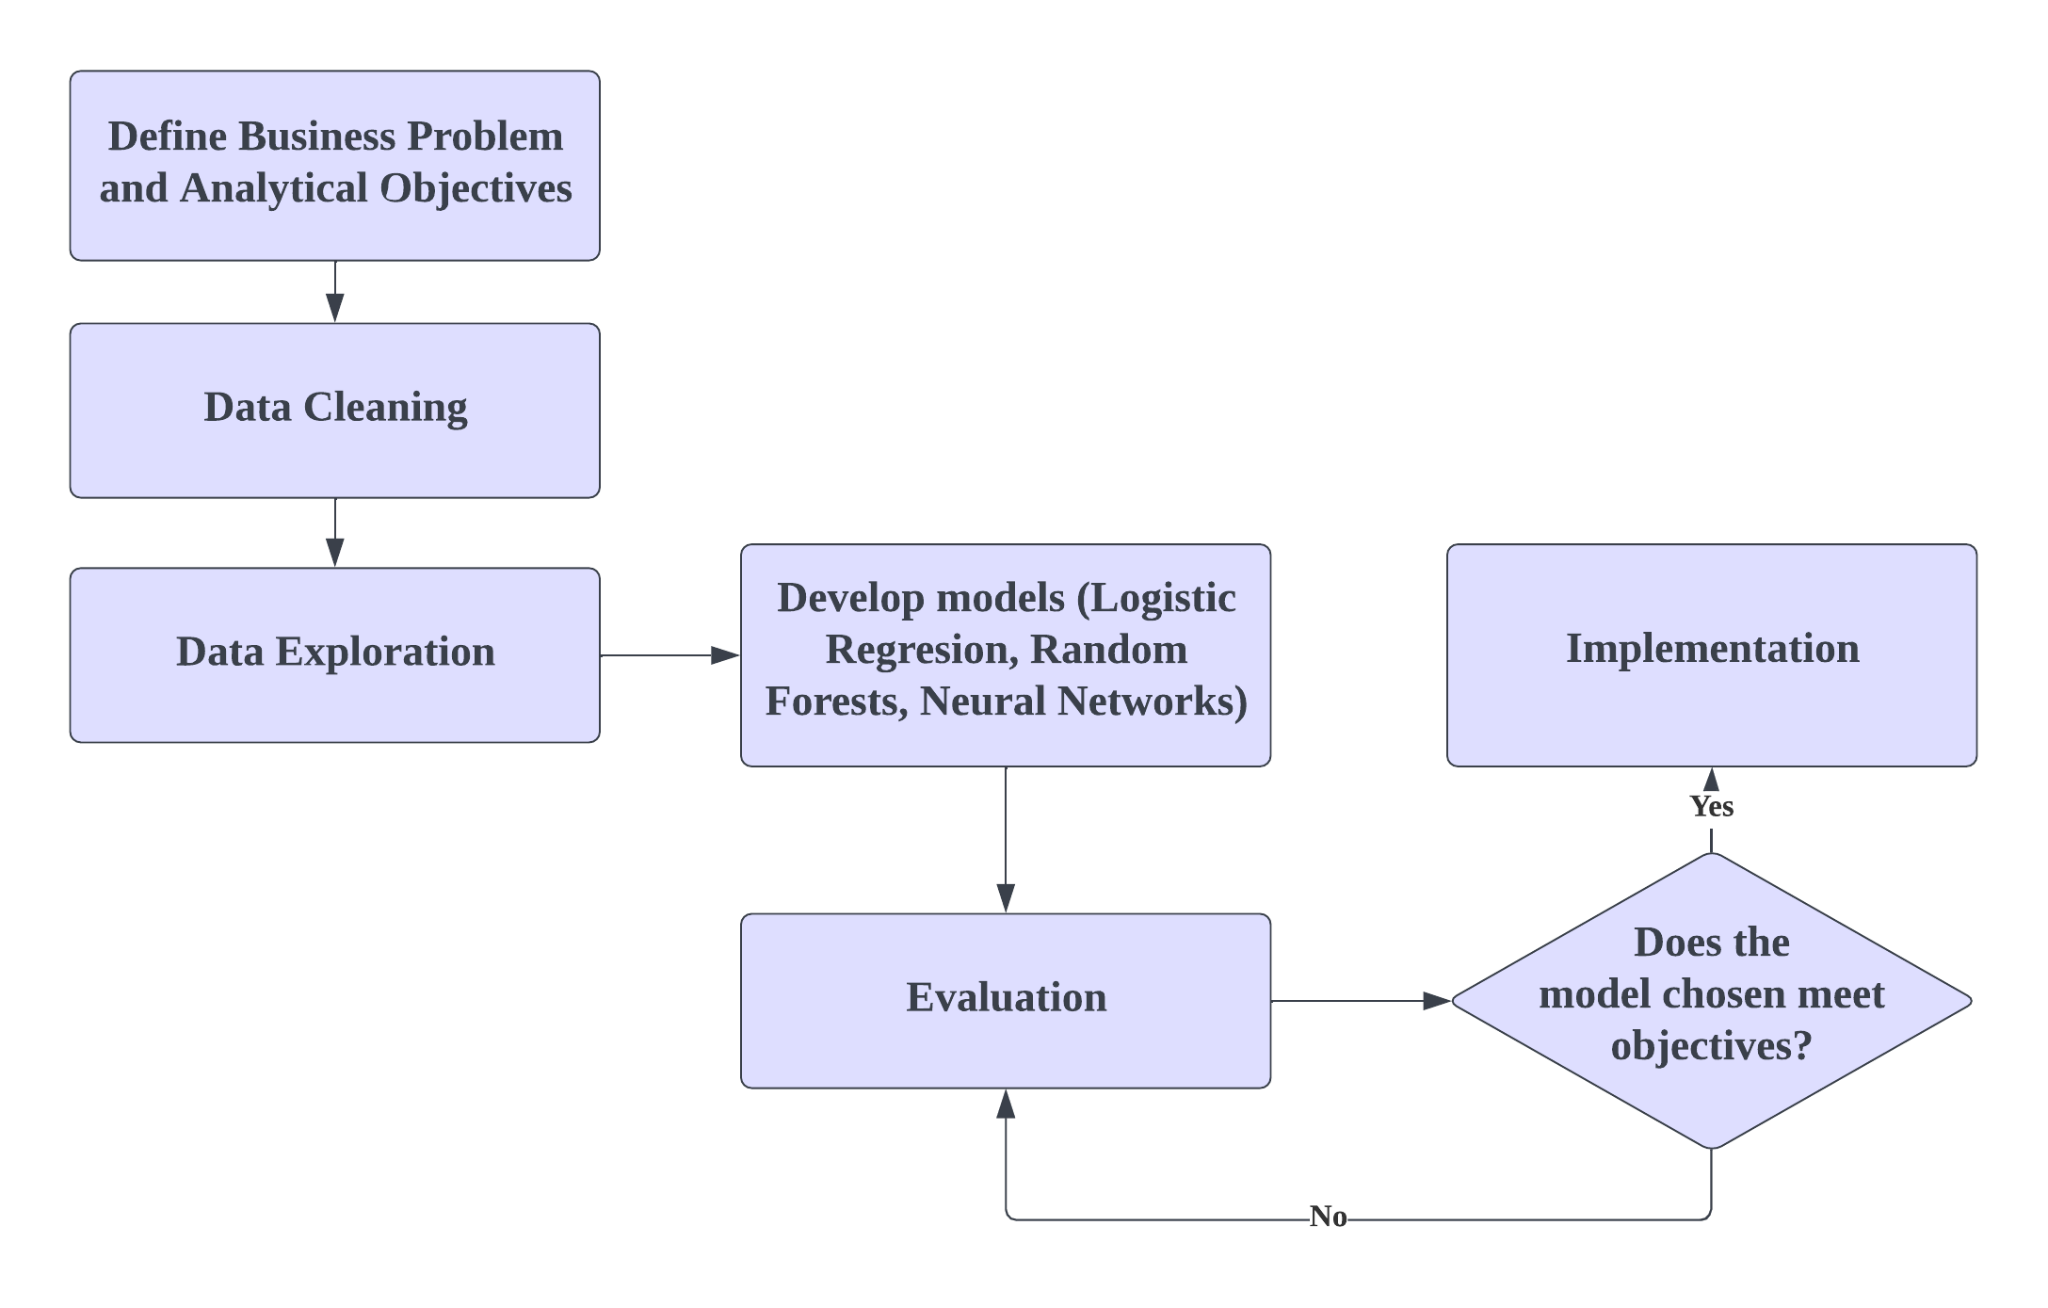 Define Business Problem
and Analytical Objectives
Data Cleaning
Data Exploration
Develop models (Logistic
Regresion, Random
Forests, Neural Networks)
Implementation
Yes
Evaluation
Does the
model chosen meet
objectives?
No